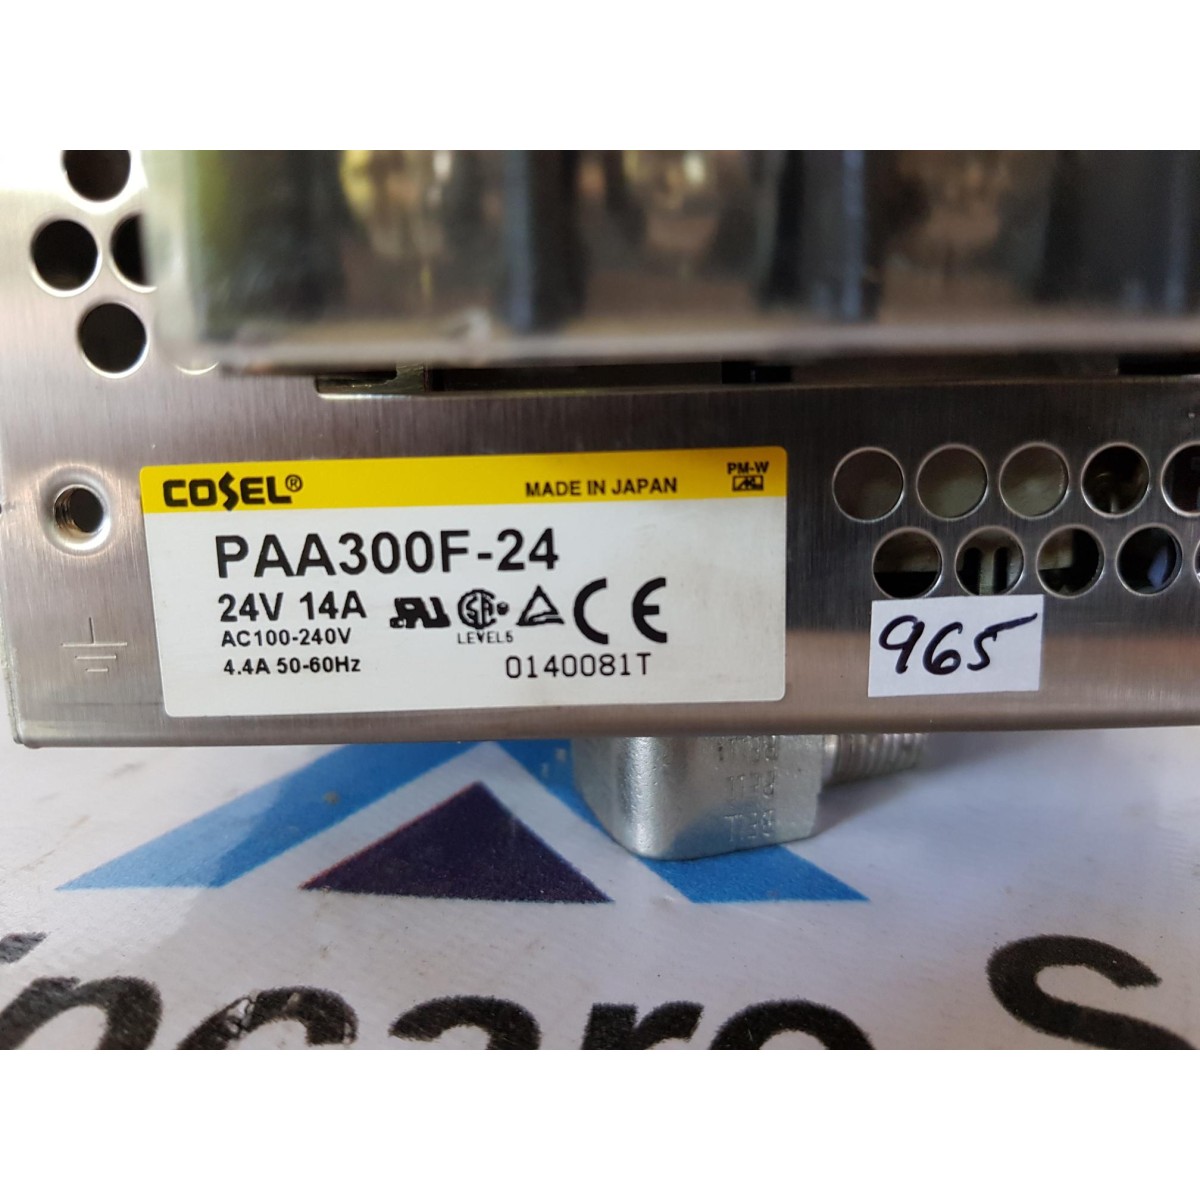 COSEL® MADE IN JAPAN PM-W
PAA300F-24
24V 14A
AC100-240V LEVEL5
4.4A 50-60Hz 0140081T
965